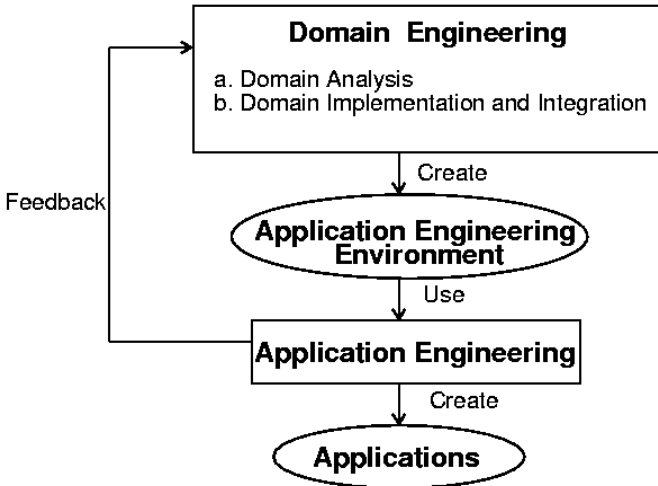 Domain Engineering
a. Domain Analysis
b. Domain Implementation and Integration
Create
Feedback
Application Engineering
Environment
Use
Application Engineering
Create
Applications